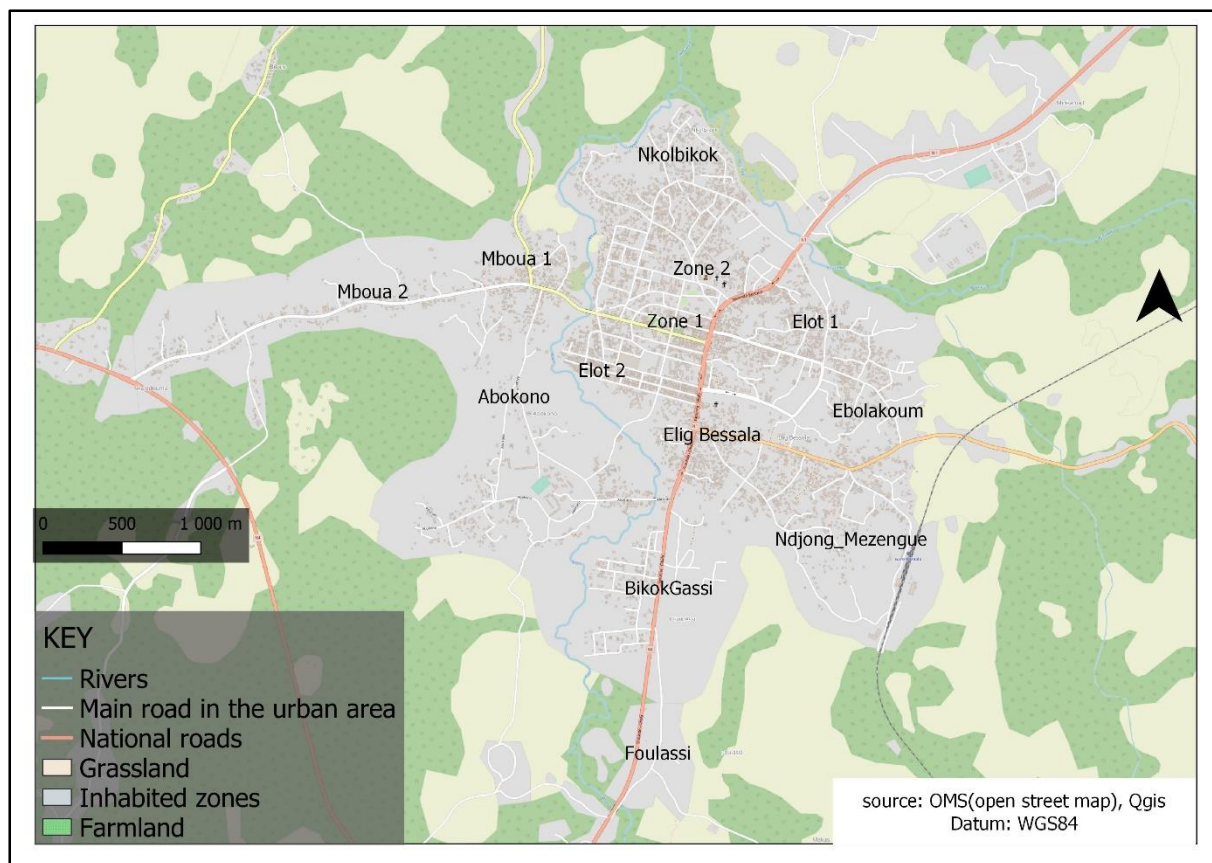 Nkolbikok
Mboua 1
Zone 2
Mboua 2
Zone 1
Elot 1
Elot 2
Abokono
Ebolakoum
Elig Bessala
0 500 1 000 m
Ndjong_Mezengue
BikokGassi
KEY
Rivers
Main road in the urban area
National roads
Grassland
Inhabited zones
Farmland
Foulassi
source: OMS(open street map), Qgis
Datum: WGS84